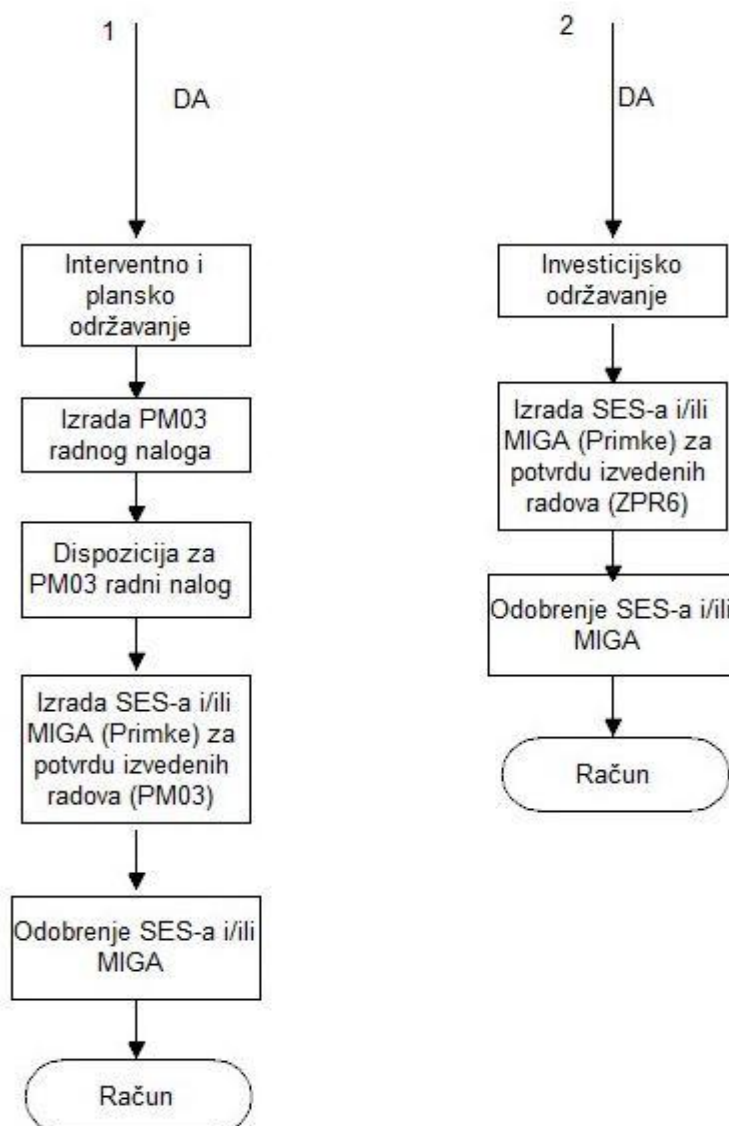 1
DA
Interventno i
plansko
održavanje
Izrada PM03
radnog naloga
Dispozicija za
PM03 radni nalog
Izrada SES-a i/ili
MIGA (Primke) za
potvrdu izvedenih
radova (PM03)
Odobrenje SES-a i/ili
MIGA
Račun
2
DA
Investicijsko
održavanje
Izrada SES-a i/ili
MIGA (Primke) za
potvrdu izvedenih
radova (ZPR6)
Odobrenje SES-a i/ili
MIGA
Račun